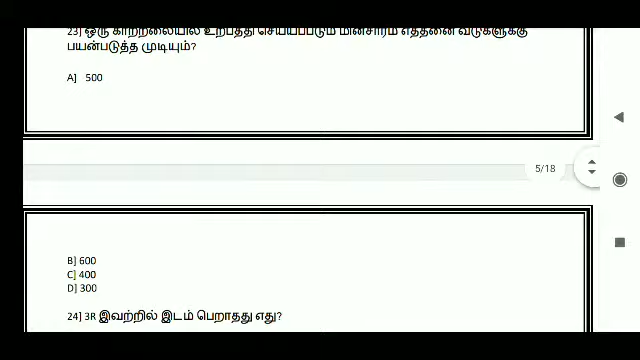 23] ஒரு காற்றலையில் உற்பத்தி செய்யப்படும் மின்சாரம் எத்தனை வீடுகளுக்கு
பயன்படுத்த முடியும்?
A] 500
5/18
B] 600
C] 400
D] 300
24] 3R இவற்றில் இடம் பெறாதது எது?